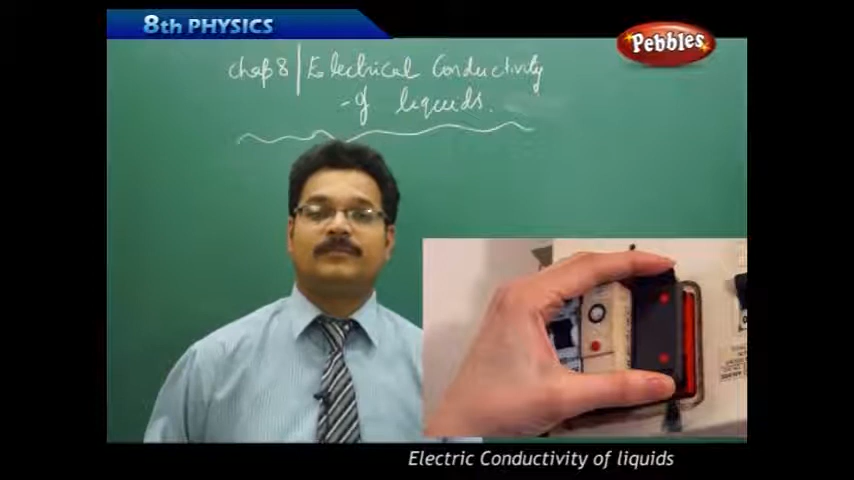 8th PHYSICS
Pebbles
chap 8 | Electrical Conductivity
- of liquids.
Electric Conductivity of liquids